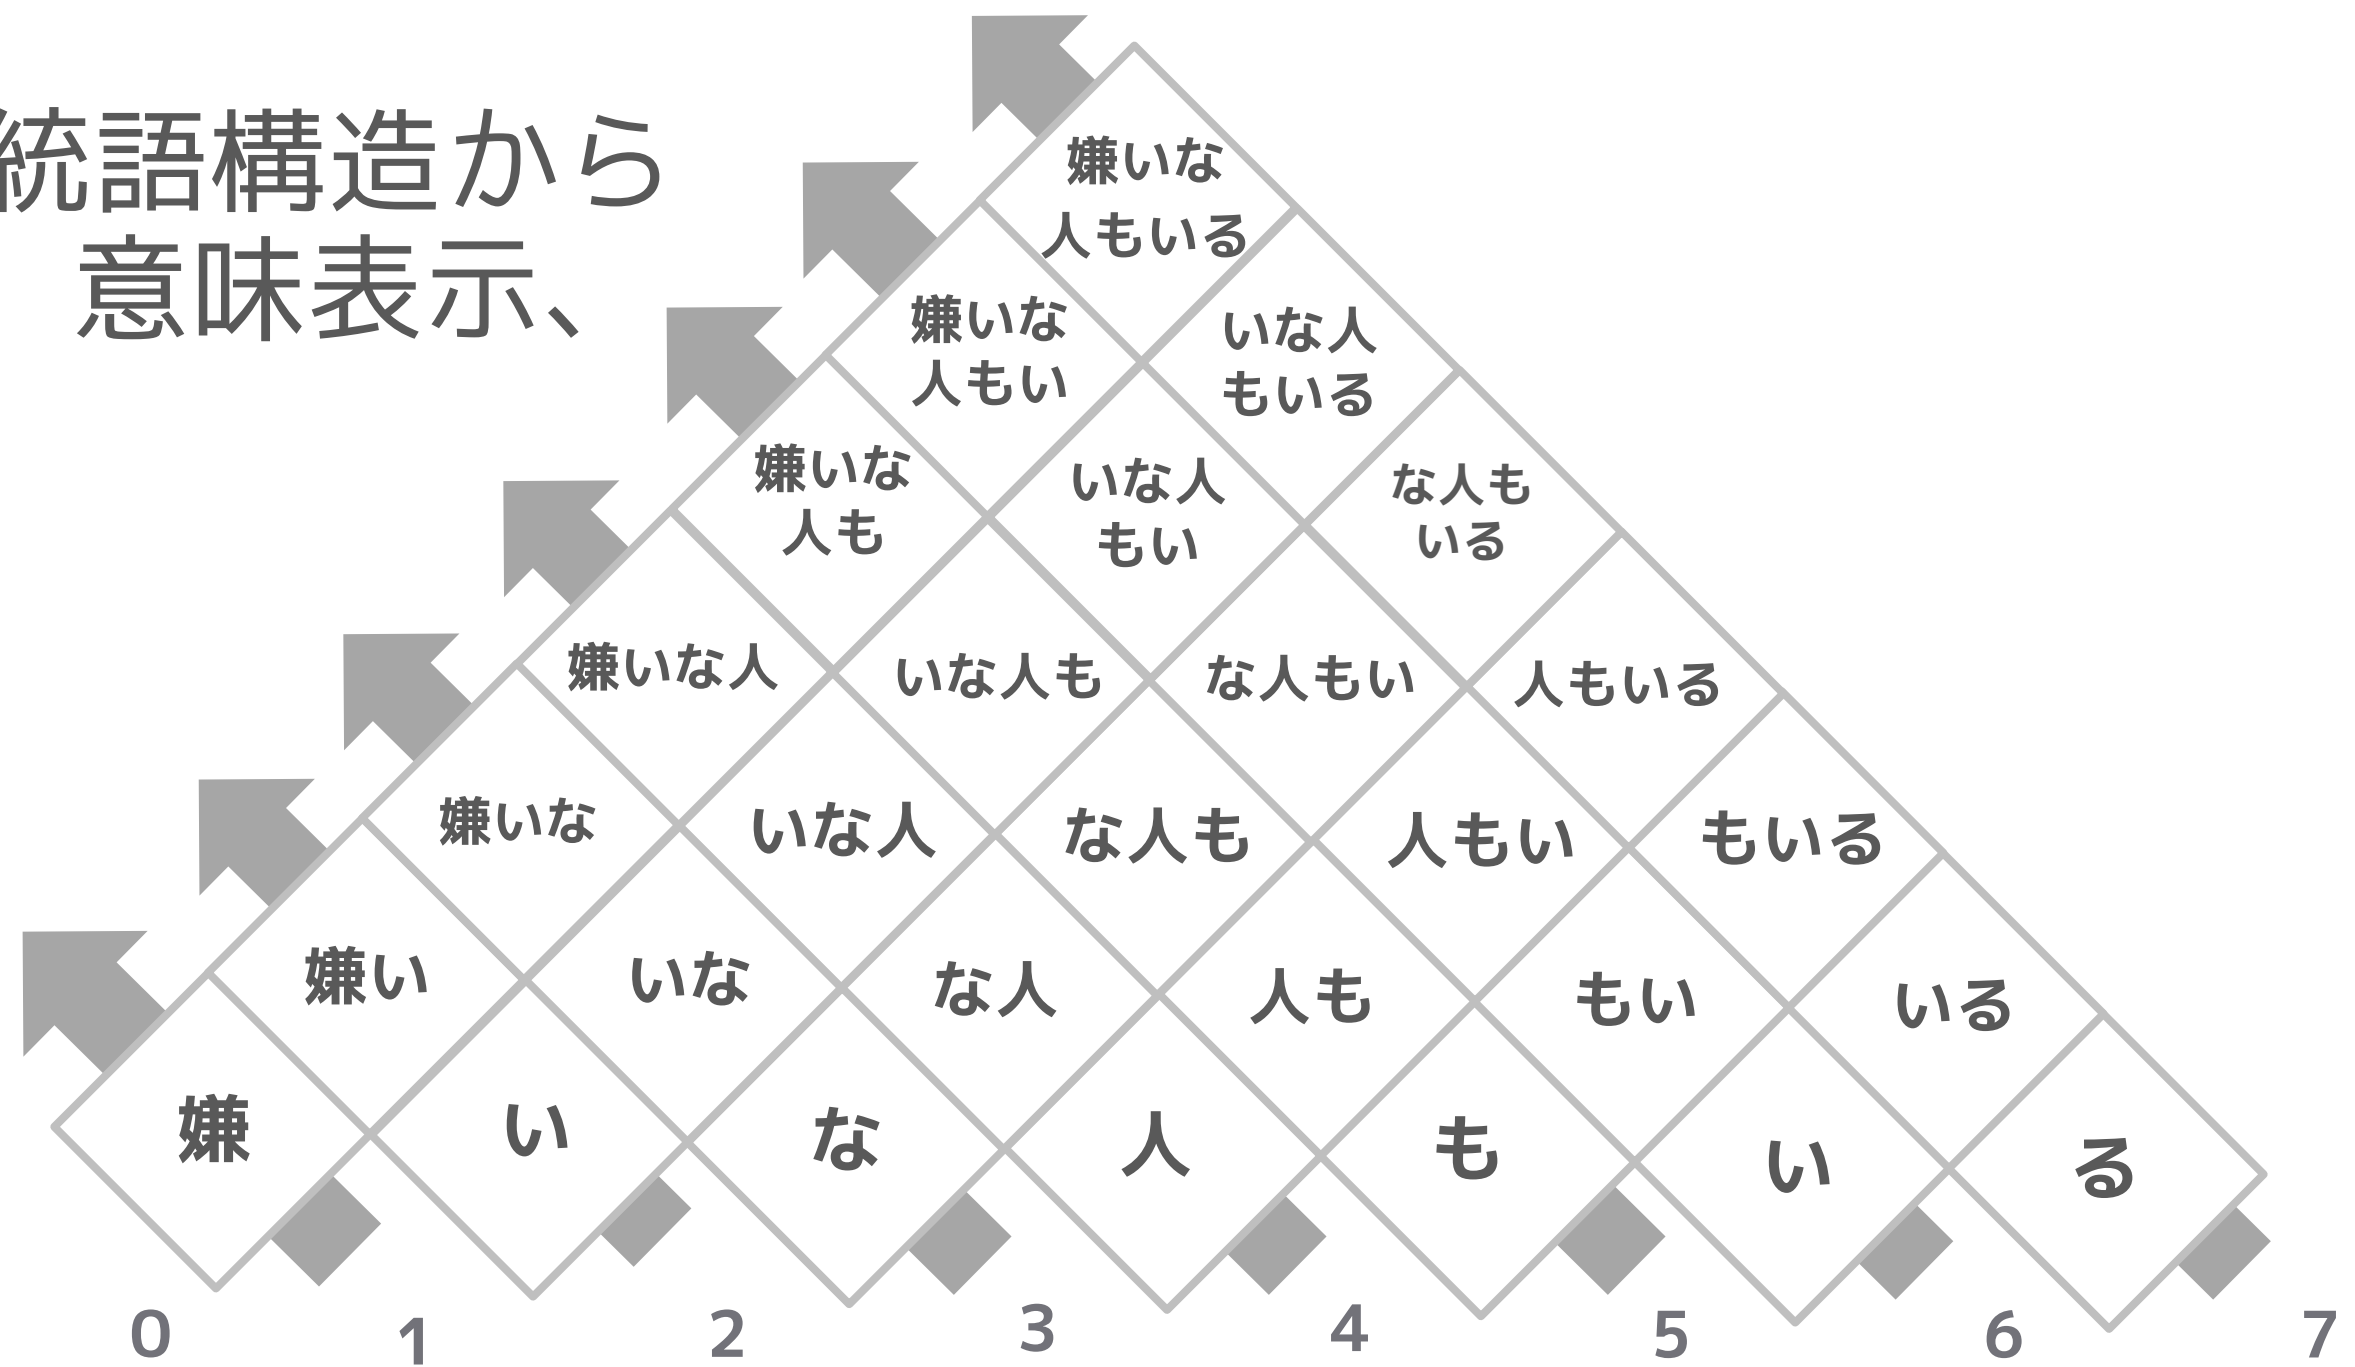 統語構造から
意味表示、
嫌いな
人もいる
嫌いな
人もい
いな人
もいる
嫌いな
人も
いな人
もい
な人も
いる
嫌いな人
いな人も
な人もい
人もいる
嫌いな
いな人
な人も
人もい
もいる
嫌い
いな
な人
人も
もい
いる
嫌
い
な
人
も
い
る
0
1
2
3
4
5
6
7